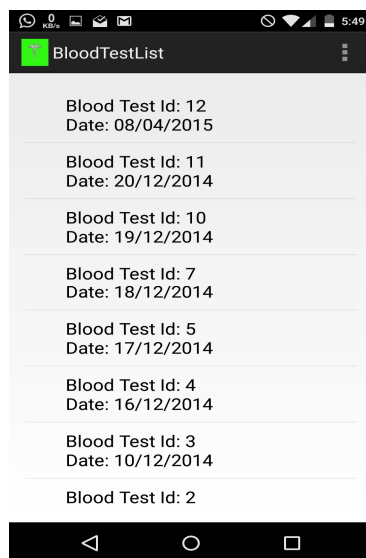 0
KB/s
5:49
BloodTestList
Blood Test Id: 12
Date: 08/04/2015
Blood Test Id: 11
Date: 20/12/2014
Blood Test Id: 10
Date: 19/12/2014
Blood Test Id: 7
Date: 18/12/2014
Blood Test Id: 5
Date: 17/12/2014
Blood Test Id: 4
Date: 16/12/2014
Blood Test Id: 3
Date: 10/12/2014
Blood Test Id: 2